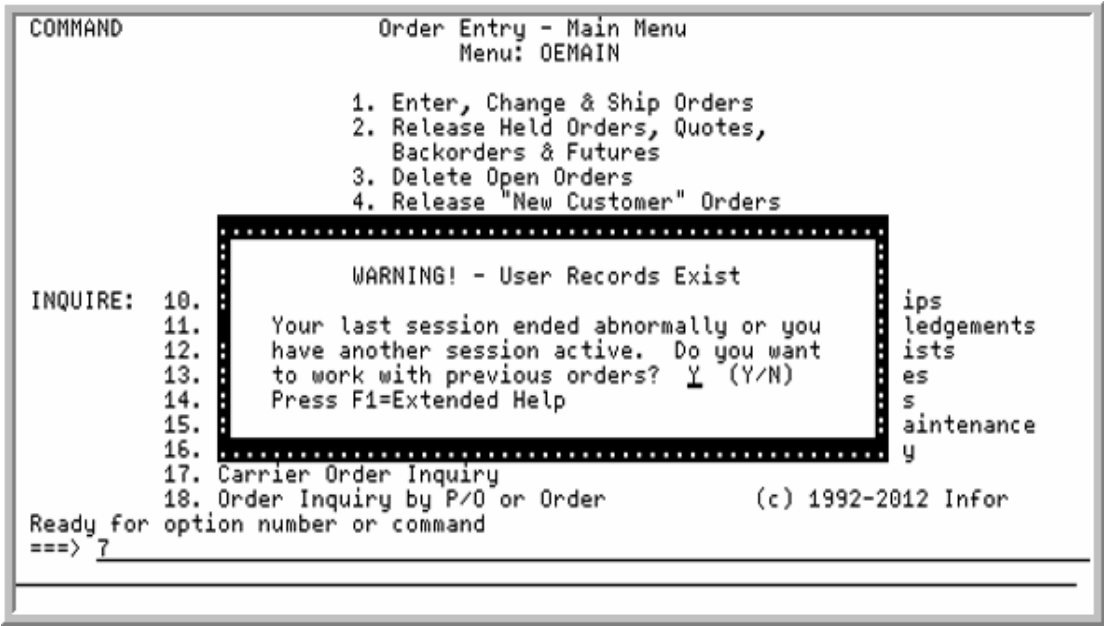 COMMAND Order Entry - Main Menu
Menu: OEMAIN
1. Enter, Change & Ship Orders
2. Release Held Orders, Quotes,
Backorders & Futures
3. Delete Open Orders
4. Release "New Customer" Orders
WARNING! - User Records Exist
INQUIRE: 10. ips
11. Your last session ended abnormally or you ledgements
12. have another session active. Do you want ists
13. to work with previous orders? Y (Y/N) es
14. Press F1=Extended Help s
15. aintenance
16. y
17. Carrier Order Inquiry
18. Order Inquiry by P/O or Order (c) 1992-2012 Infor
Ready for option number or command
===> 7